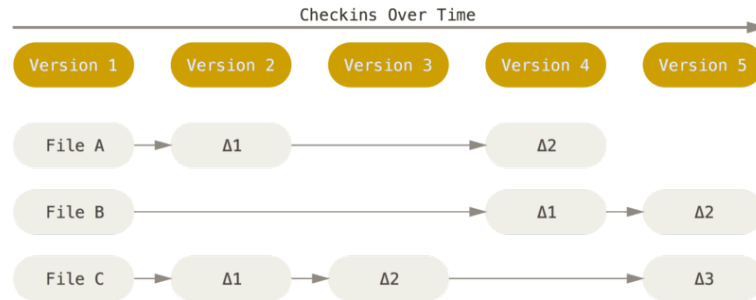 Checkins Over Time
Version 1 Version 2 Version 3 Version 4 Version 5
File A Δ1 Δ2
File B Δ1 Δ2
File C Δ1 Δ2 Δ3